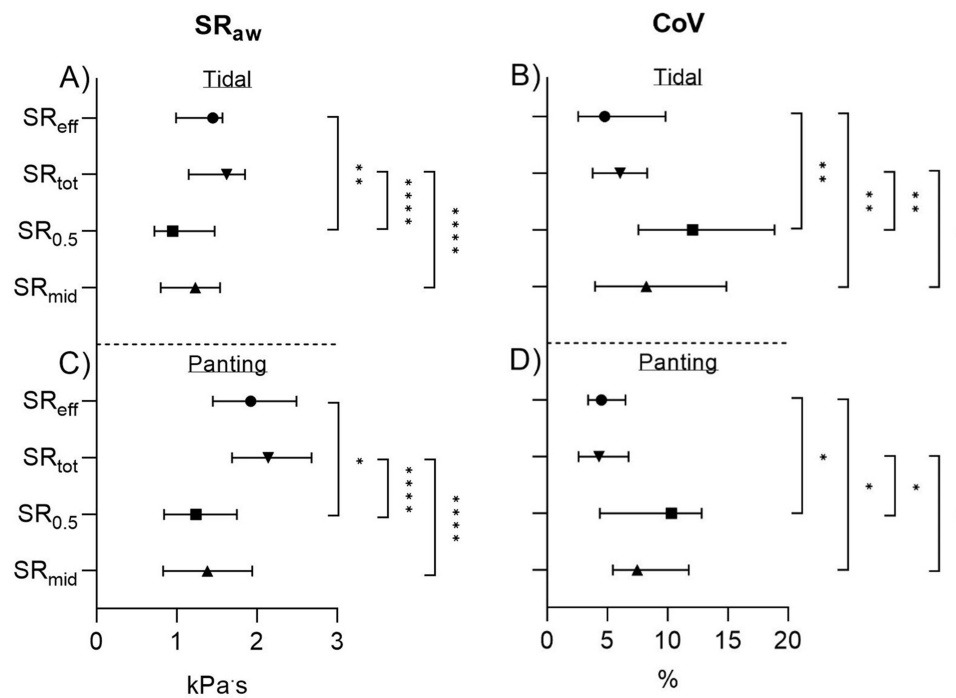 SRaw
CoV
A)
Tidal
B)
Tidal
SReff
**
**
SRtot
****
****
**
**
SR0.5
SRmid
C)
Panting
D)
Panting
SReff
*
*
SRtot
****
****
*
*
SR0.5
SRmid
0 1 2 3
0 5 10 15 20
kPa·s
%